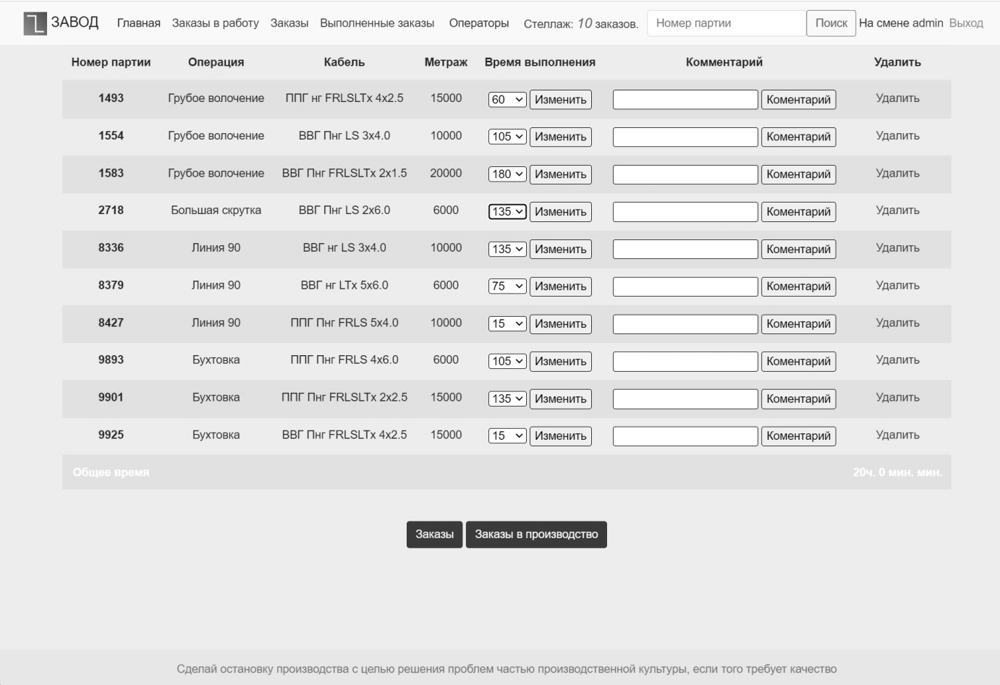 ЗАВОД Главная Заказы в работу Заказы Выполненные заказы Операторы Стеллаж: 10 заказов. Номер партии Поиск На смене admin Выход
Номер партии Операция Кабель Метраж Время выполнения Комментарий Удалить
1493 Грубое волочение ППГ нг FRLSLTx 4x2.5 15000 60 Изменить Коментарий Удалить
1554 Грубое волочение ВВГ Пнг LS 3x4.0 10000 105 Изменить Коментарий Удалить
1583 Грубое волочение ВВГ Пнг FRLSLTx 2x1.5 20000 180 Изменить Коментарий Удалить
2718 Большая скрутка ВВГ Пнг LS 2x6.0 6000 135 Изменить Коментарий Удалить
8336 Линия 90 ВВГ нг LS 3x4.0 10000 135 Изменить Коментарий Удалить
8379 Линия 90 ВВГ нг LTx 5x6.0 6000 75 Изменить Коментарий Удалить
8427 Линия 90 ППГ Пнг FRLS 5x4.0 10000 15 Изменить Коментарий Удалить
9893 Бухтовка ППГ Пнг FRLS 4x6.0 6000 105 Изменить Коментарий Удалить
9901 Бухтовка ППГ Пнг FRLSLTx 2x2.5 15000 135 Изменить Коментарий Удалить
9925 Бухтовка ВВГ Пнг FRLSLTx 4x2.5 15000 15 Изменить Коментарий Удалить
Общее время 20ч. 0 мин. мин.
Заказы Заказы в производство
Сделай остановку производства с целью решения проблем частью производственной культуры, если того требует качество